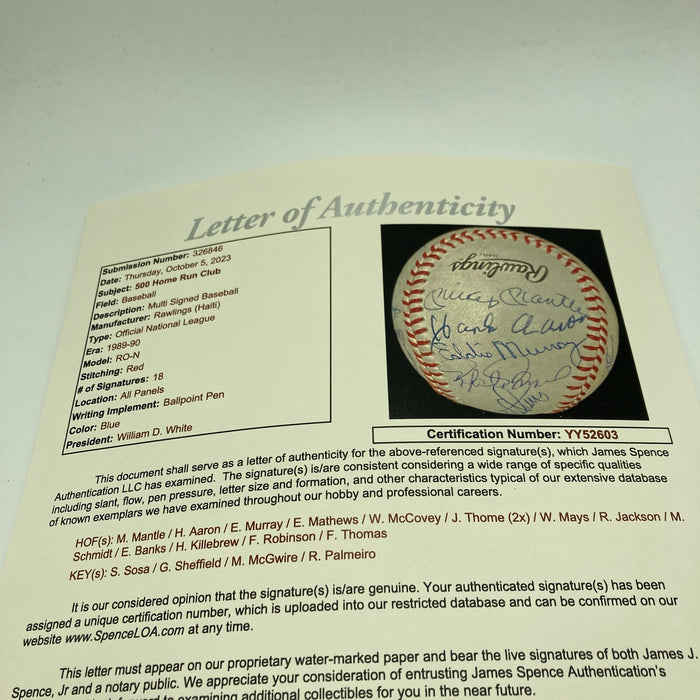 Letter of Authenticity
Submission Number: 326846
Date: Thursday, October 5, 2023
Subject: 500 Home Run Club
Field: Baseball
Description: Multi Signed Baseball
Manufacturer: Rawlings (Haiti)
Type: Official National League
Era: 1989-90
Model: RO-N
Stitching: Red
# of Signatures: 18
Location: All Panels
Writing Implement: Ballpoint Pen
Color: Blue
President: William D. White
Rawlings
Mickey Mantle
Hank Aaron
Eddie Murray
Certification Number: YY52603
This document shall serve as a letter of authenticity for the above-referenced signature(s), which James Spence
Authentication LLC has examined. The signature(s) is/are consistent considering a wide range of specific qualities
including slant, flow, pen pressure, letter size and formation, and other characteristics typical of our extensive database
of known exemplars we have examined throughout our hobby and professional careers.
HOF(s): M. Mantle / H. Aaron / E. Murray / E. Mathews / W. McCovey / J. Thome (2x) / W. Mays / R. Jackson / M.
Schmidt / E. Banks / H. Killebrew / F. Robinson / F. Thomas
KEY(s): S. Sosa / G. Sheffield / M. McGwire / R. Palmeiro
It is our considered opinion that the signature(s) is/are genuine. Your authenticated signature(s) has been
assigned a unique certification number, which is uploaded into our restricted database and can be confirmed on our
website www.SpenceLOA.com at any time.
This letter must appear on our proprietary water-marked paper and bear the live signatures of both James J.
Spence, Jr and a notary public. We appreciate your consideration of entrusting James Spence Authentication's
forward to examining additional collectibles for you in the near future.